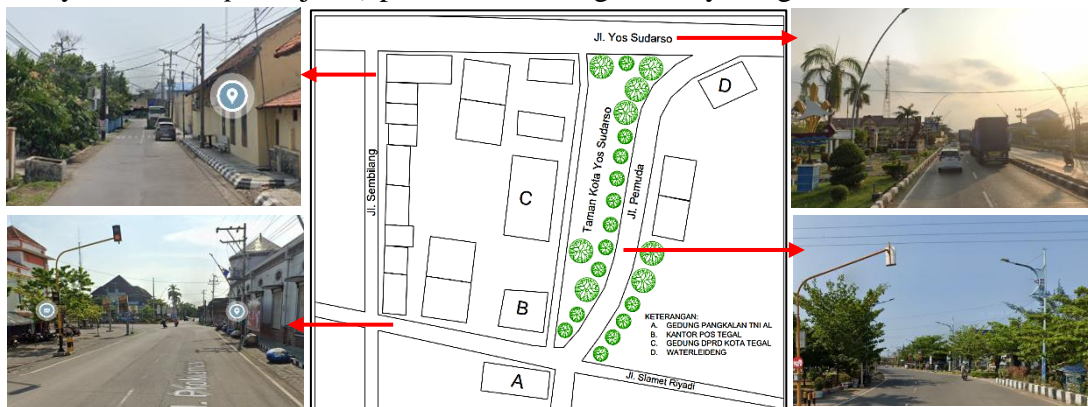 Jl. Yos Sudarso
D
Taman Kota Yos Sudarso
Jl. Sembilang
Jl. Pemuda
C
B
KETERANGAN:
A. GEDUNG PANGKALAN TNI AL
B. KANTOR POS TEGAL
C. GEDUNG DPRD KOTA TEGAL
D. WATERLEIDENG
A
Jl. Slamet Riyadi